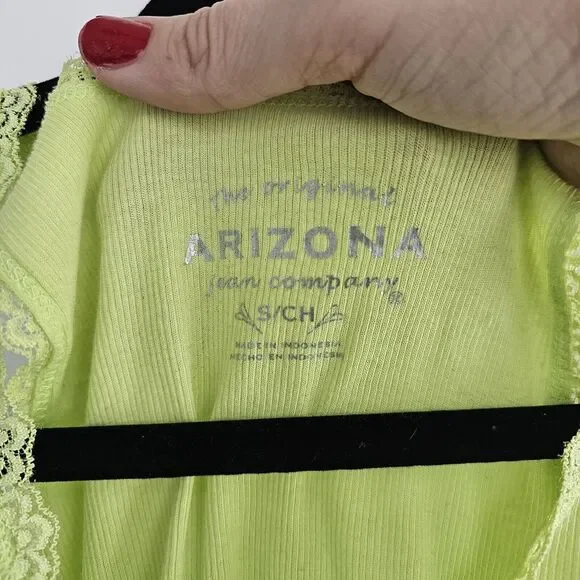 The original
ARIZONA
jean company®
S/CH
MADE IN INDONESIA
HECHO EN INDONESIA